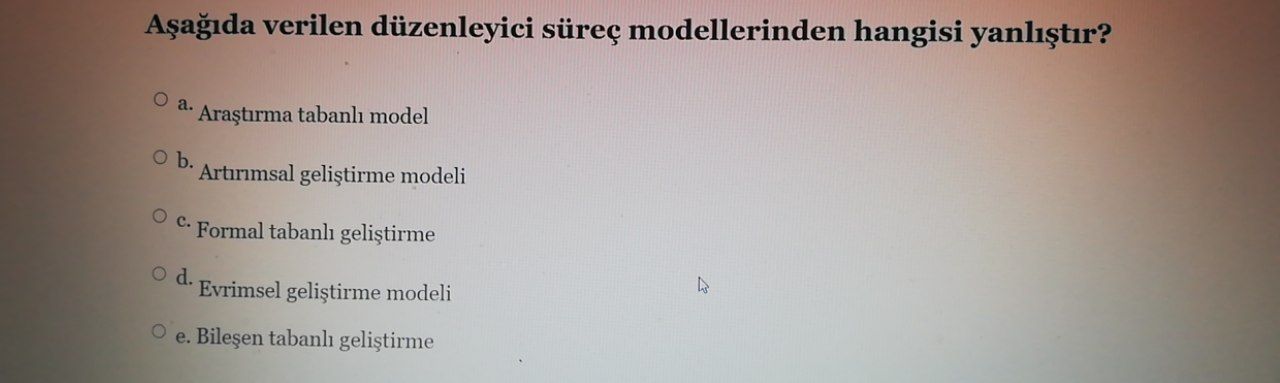 Aşağıda verilen düzenleyici süreç modellerinden hangisi yanlıştır?
a. Araştırma tabanlı model
b. Artırımsal geliştirme modeli
c. Formal tabanlı geliştirme
d. Evrimsel geliştirme modeli
e. Bileşen tabanlı geliştirme